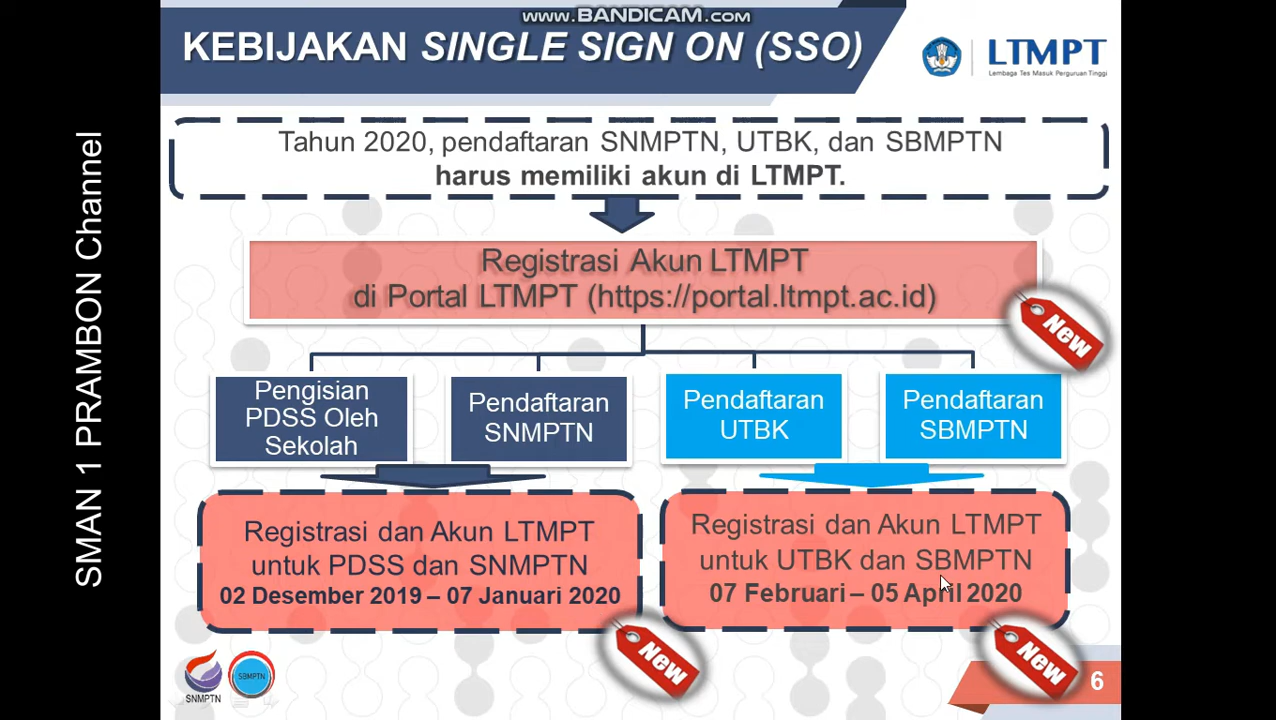 www.BANDICAM.com
KEBIJAKAN SINGLE SIGN ON (SSO)
LTMPT
Lembaga Tes Masuk Perguruan Tinggi
SMAN 1 PRAMBON Channel
Tahun 2020, pendaftaran SNMPTN, UTBK, dan SBMPTN
harus memiliki akun di LTMPT.
Registrasi Akun LTMPT
di Portal LTMPT (https://portal.ltmpt.ac.id)
New
Pengisian
PDSS Oleh
Sekolah
Pendaftaran
SNMPTN
Pendaftaran
UTBK
Pendaftaran
SBMPTN
Registrasi dan Akun LTMPT
untuk PDSS dan SNMPTN
02 Desember 2019 – 07 Januari 2020
New
Registrasi dan Akun LTMPT
untuk UTBK dan SBMPTN
07 Februari – 05 April 2020
New
SNMPTN
SBMPTN
6